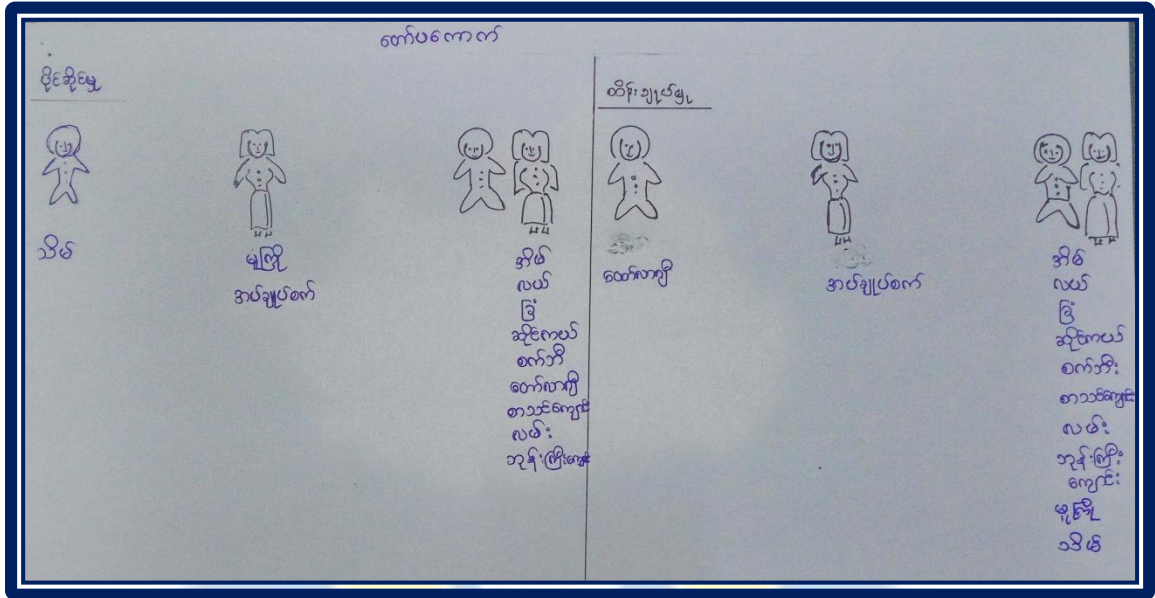 တော်ပကောက်
ပိုင်ဆိုင်မှု
သိမ်
မူကြို
အပ်ချုပ်စက်
အိမ်
လယ်
ခြံ
ဆိုင်ကယ်
စက်ဘီ
တော်လာဂျီ
စာသင်ကျောင်း
လမ်း
ဘုန်းကြီးကျောင်း
ထိန်းချုပ်မှု
ထော်လာဂျီ
အပ်ချုပ်စက်
အိမ်
လယ်
ခြံ
ဆိုင်ကယ်
စက်ဘီး
စာသင်ကျောင်း
လမ်း
ဘုန်းကြီး
ကျောင်း
မူကြို
သိမ်